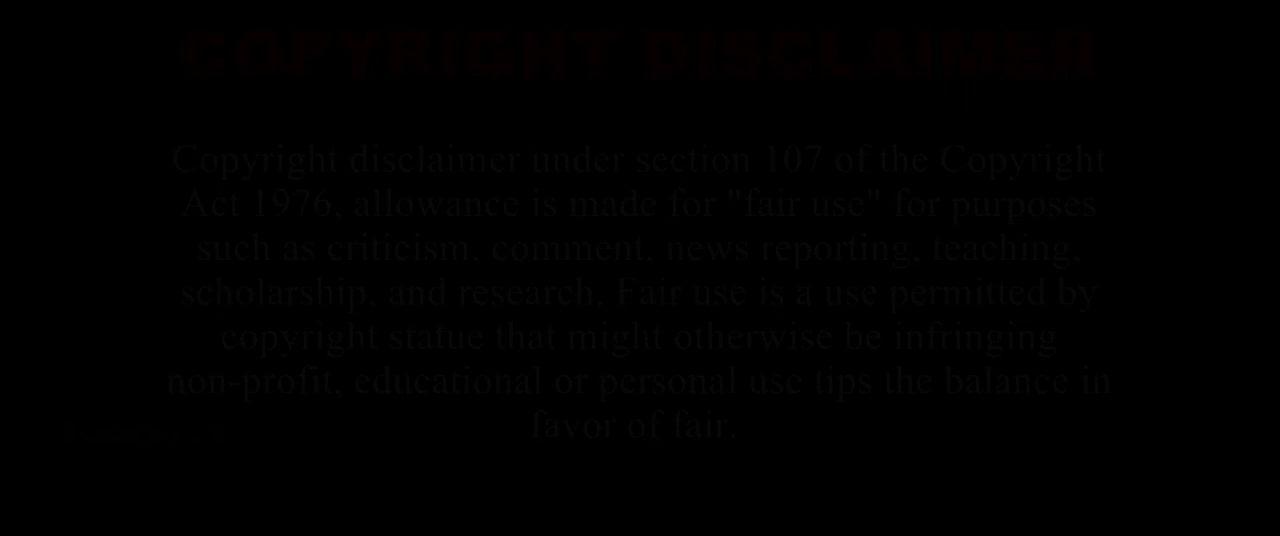 COPYRIGHT DISCLAIMER
Copyright disclaimer under section 107 of the Copyright
Act 1976, allowance is made for "fair use" for purposes
such as criticism, comment, news reporting, teaching,
scholarship, and research. Fair use is a use permitted by
copyright statue that might otherwise be infringing
non-profit, educational or personal use tips the balance in
favor of fair.